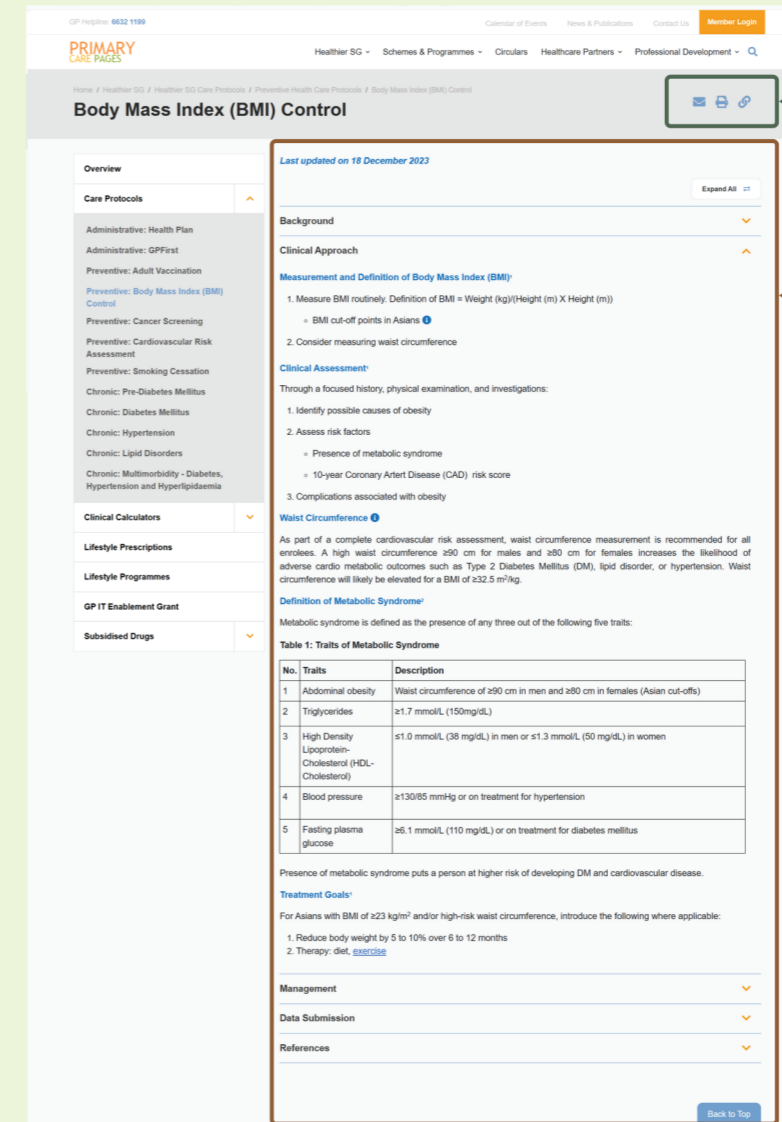 GP Helpline: 6632 1199
Calendar of Events News & Publications Contact Us Member Login
PRIMARY
CARE PAGES
Healthier SG Schemes & Programmes Circulars Healthcare Partners Professional Development
Home / Healthier SG / Healthier SG Care Protocols / Preventive Health Care Protocols / Body Mass Index (BMI) Control
Body Mass Index (BMI) Control
Overview
Care Protocols
Administrative: Health Plan
Administrative: GPFirst
Preventive: Adult Vaccination
Preventive: Body Mass Index (BMI)
Control
Preventive: Cancer Screening
Preventive: Cardiovascular Risk
Assessment
Preventive: Smoking Cessation
Chronic: Pre-Diabetes Mellitus
Chronic: Diabetes Mellitus
Chronic: Hypertension
Chronic: Lipid Disorders
Chronic: Multimorbidity - Diabetes,
Hypertension and Hyperlipidaemia
Clinical Calculators
Lifestyle Prescriptions
Lifestyle Programmes
GP IT Enablement Grant
Subsidised Drugs
Last updated on 18 December 2023
Expand All
Background
Clinical Approach
Measurement and Definition of Body Mass Index (BMI)¹
1. Measure BMI routinely. Definition of BMI = Weight (kg)/(Height (m) X Height (m))
BMI cut-off points in Asians
2. Consider measuring waist circumference
Clinical Assessment¹
Through a focused history, physical examination, and investigations:
1. Identify possible causes of obesity
2. Assess risk factors
Presence of metabolic syndrome
10-year Coronary Artert Disease (CAD) risk score
3. Complications associated with obesity
Waist Circumference
As part of a complete cardiovascular risk assessment, waist circumference measurement is recommended for all
enrolees. A high waist circumference ≥90 cm for males and ≥80 cm for females increases the likelihood of
adverse cardio metabolic outcomes such as Type 2 Diabetes Mellitus (DM), lipid disorder, or hypertension. Waist
circumference will likely be elevated for a BMI of ≥32.5 m²/kg.
Definition of Metabolic Syndrome²
Metabolic syndrome is defined as the presence of any three out of the following five traits:
Table 1: Traits of Metabolic Syndrome
No. Traits Description
1 Abdominal obesity Waist circumference of ≥90 cm in men and ≥80 cm in females (Asian cut-offs)
2 Triglycerides ≥1.7 mmol/L (150mg/dL)
3 High Density ≤1.0 mmol/L (38 mg/dL) in men or ≤1.3 mmol/L (50 mg/dL) in women
Lipoprotein-
Cholesterol (HDL-
Cholesterol)
4 Blood pressure ≥130/85 mmHg or on treatment for hypertension
5 Fasting plasma ≥6.1 mmol/L (110 mg/dL) or on treatment for diabetes mellitus
glucose
Presence of metabolic syndrome puts a person at higher risk of developing DM and cardiovascular disease.
Treatment Goals¹
For Asians with BMI of ≥23 kg/m² and/or high-risk waist circumference, introduce the following where applicable:
1. Reduce body weight by 5 to 10% over 6 to 12 months
2. Therapy: diet, exercise
Management
Data Submission
References
Back to Top